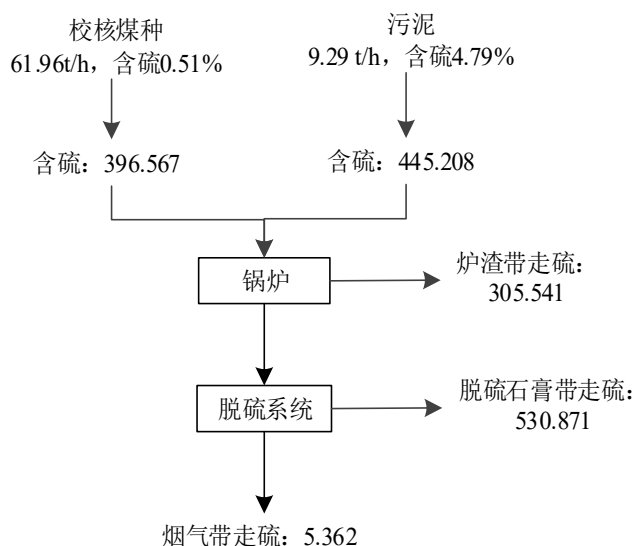 校核煤种
61.96t/h，含硫0.51%
污泥
9.29 t/h，含硫4.79%
含硫：396.567
含硫：445.208
锅炉
炉渣带走硫：
305.541
脱硫系统
脱硫石膏带走硫：
530.871
烟气带走硫：5.362